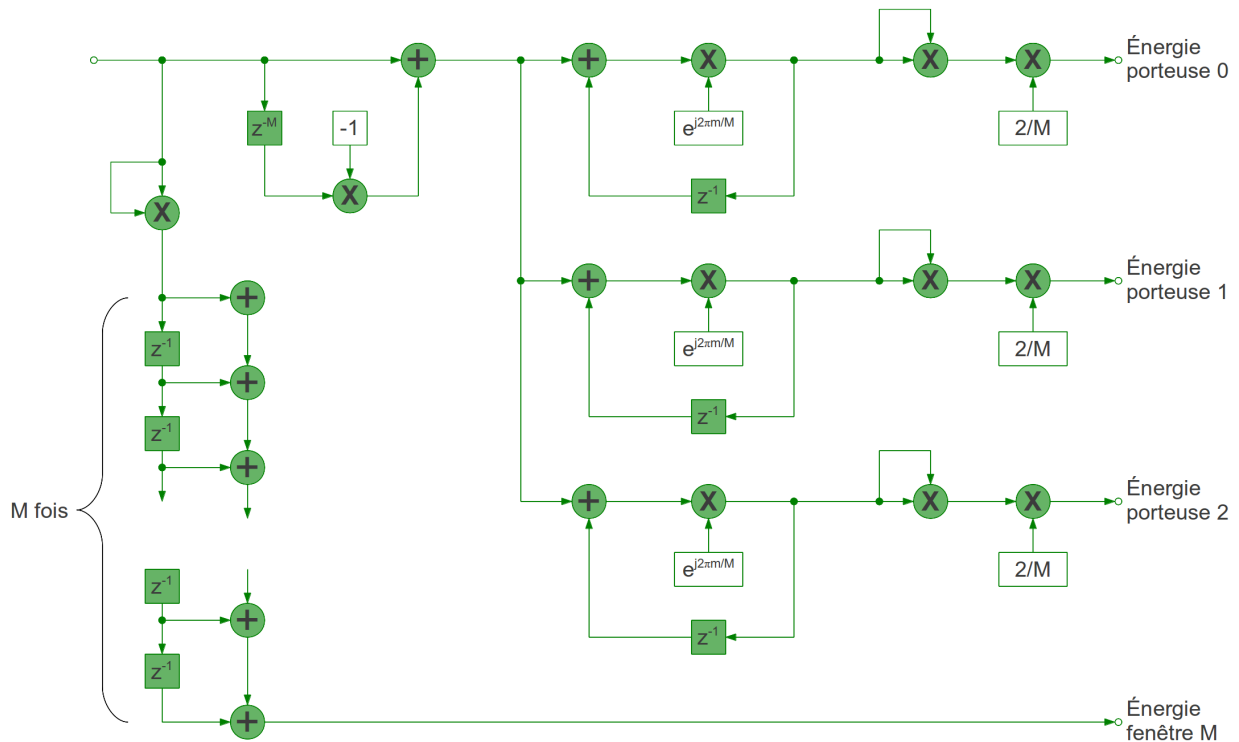 Énergie
porteuse 0
+
+
X
X
X
z⁻ᴹ
-1
e^j2πm/M
2/M
X
X
z⁻¹
Énergie
porteuse 1
+
X
X
X
+
z⁻¹
e^j2πm/M
2/M
+
z⁻¹
z⁻¹
+
M fois
Énergie
porteuse 2
+
X
X
X
z⁻¹
e^j2πm/M
2/M
+
z⁻¹
z⁻¹
+
Énergie
fenêtre M